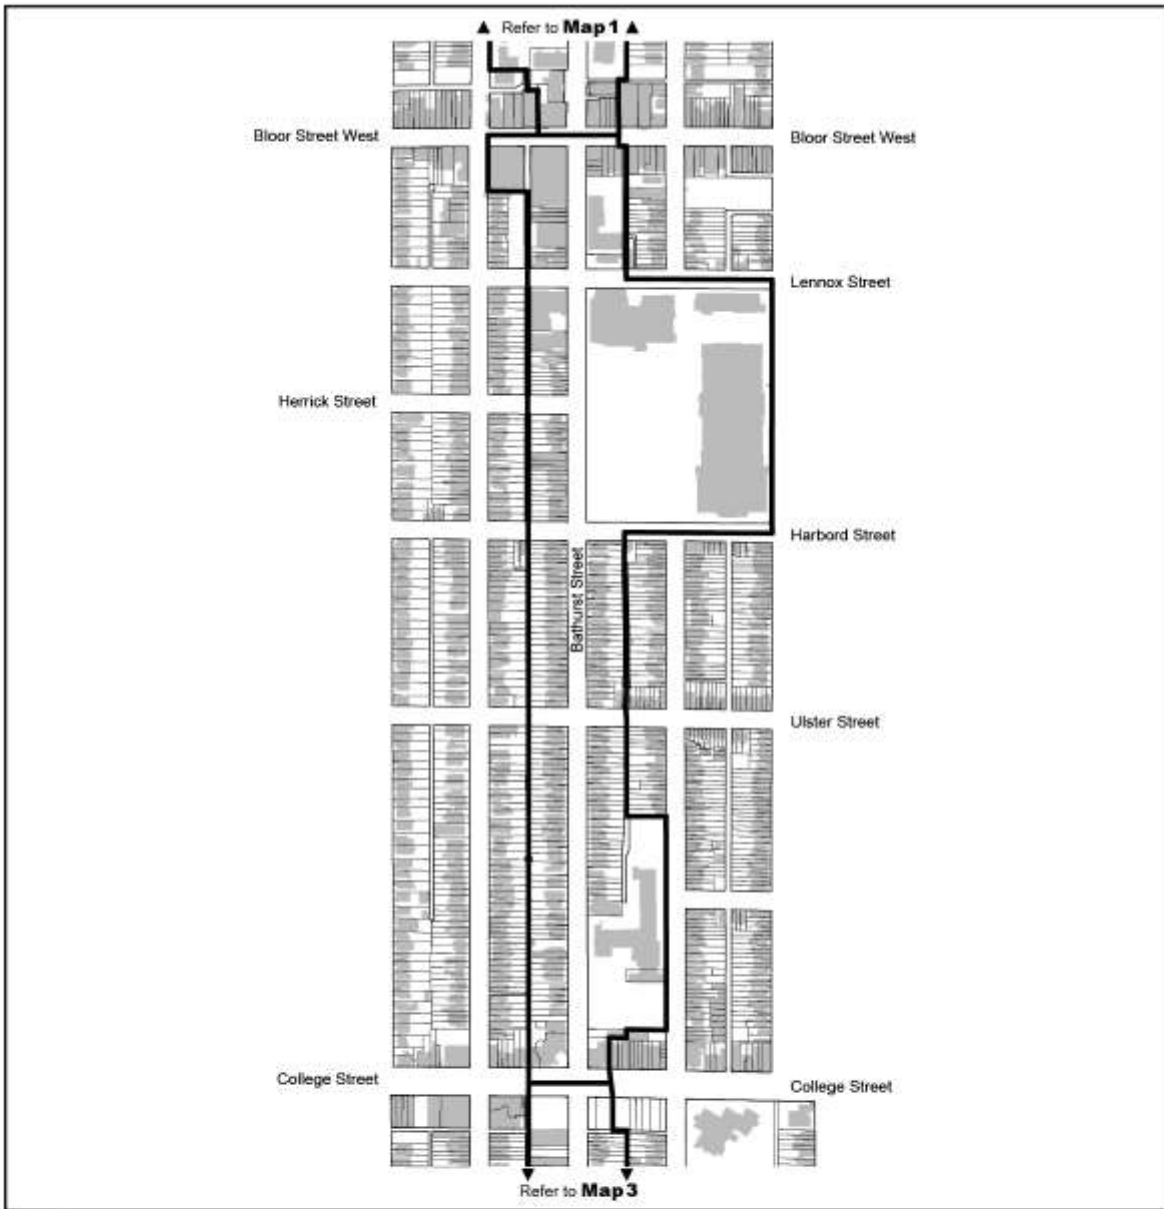 ▲ Refer to Map 1 ▲
Bloor Street West
Bloor Street West
Lennox Street
Herrick Street
Harbord Street
Bathurst Street
Ulster Street
College Street
College Street
▼ ▼
Refer to Map 3